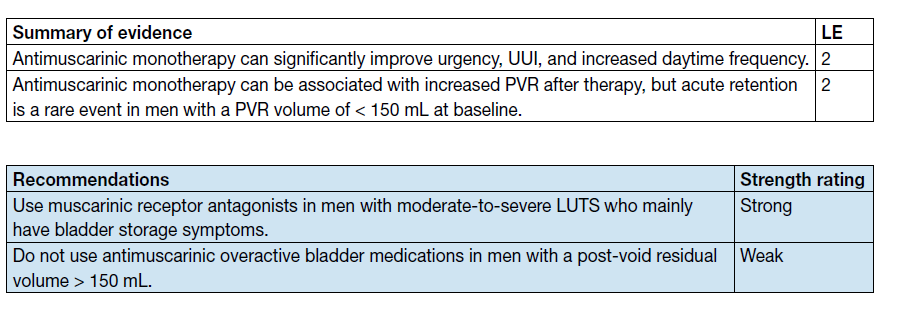 Summary of evidence LE
Antimuscarinic monotherapy can significantly improve urgency, UUI, and increased daytime frequency. 2
Antimuscarinic monotherapy can be associated with increased PVR after therapy, but acute retention 2
is a rare event in men with a PVR volume of < 150 mL at baseline.
Recommendations Strength rating
Use muscarinic receptor antagonists in men with moderate-to-severe LUTS who mainly Strong
have bladder storage symptoms.
Do not use antimuscarinic overactive bladder medications in men with a post-void residual Weak
volume > 150 mL.